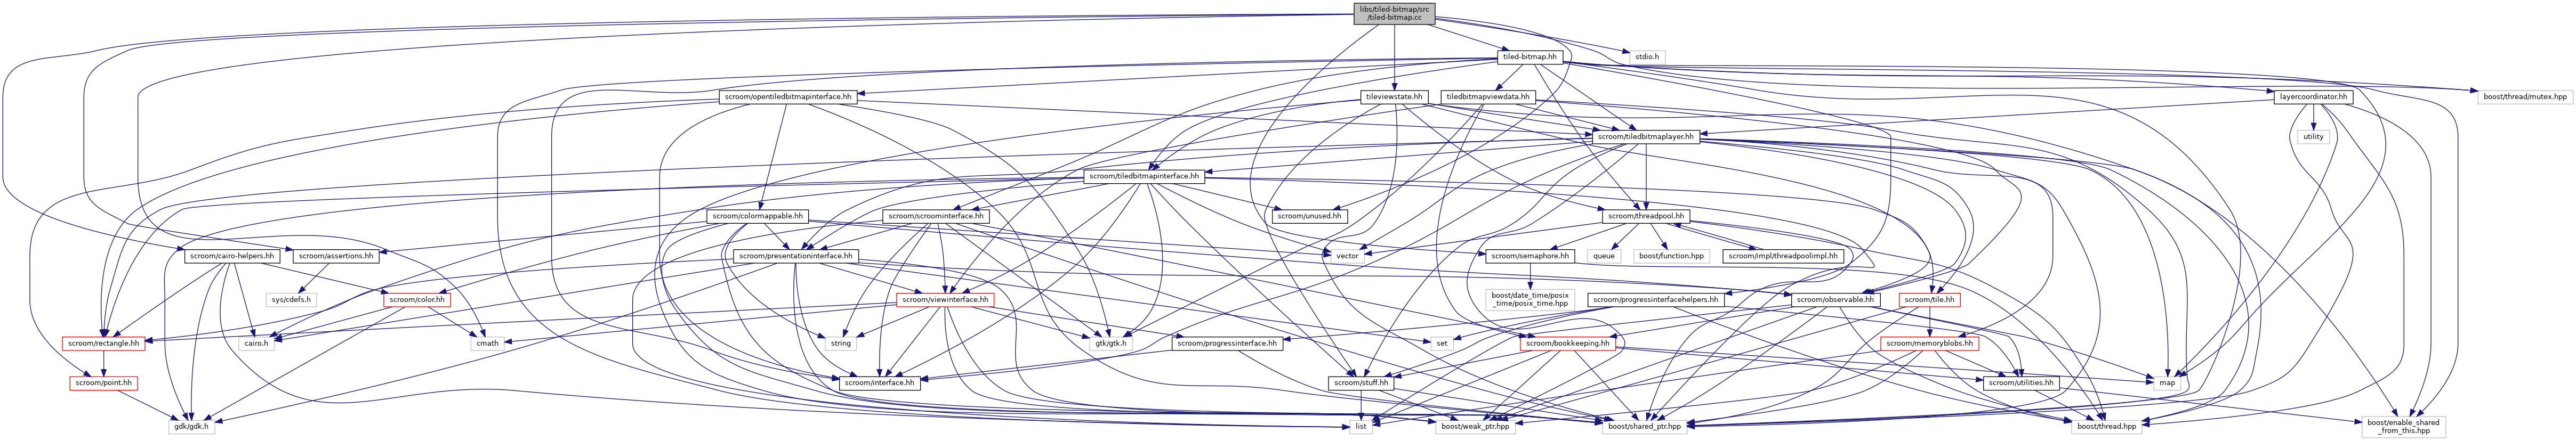 libs/tiled-bitmap/src
/tiled-bitmap.cc
tiled-bitmap.hh
stdio.h
scroom/opentiledbitmapinterface.hh
tileviewstate.hh
tiledbitmapviewdata.hh
layercoordinator.hh
boost/thread/mutex.hpp
scroom/tiledbitmaplayer.hh
utility
scroom/tiledbitmapinterface.hh
scroom/colormappable.hh
scroom/scroominterface.hh
scroom/unused.hh
scroom/threadpool.hh
scroom/cairo-helpers.hh
scroom/assertions.hh
scroom/presentationinterface.hh
vector
scroom/semaphore.hh
queue
boost/function.hpp
scroom/impl/threadpoolimpl.hh
sys/cdefs.h
scroom/color.hh
scroom/viewinterface.hh
boost/date_time/posix
_time/posix_time.hpp
scroom/progressinterfacehelpers.hh
scroom/observable.hh
scroom/tile.hh
scroom/rectangle.hh
cairo.h
cmath
string
gtk/gtk.h
scroom/progressinterface.hh
set
scroom/bookkeeping.hh
scroom/memoryblobs.hh
scroom/point.hh
scroom/interface.hh
scroom/stuff.hh
scroom/utilities.hh
map
gdk/gdk.h
list
boost/weak_ptr.hpp
boost/shared_ptr.hpp
boost/thread.hpp
boost/enable_shared
_from_this.hpp